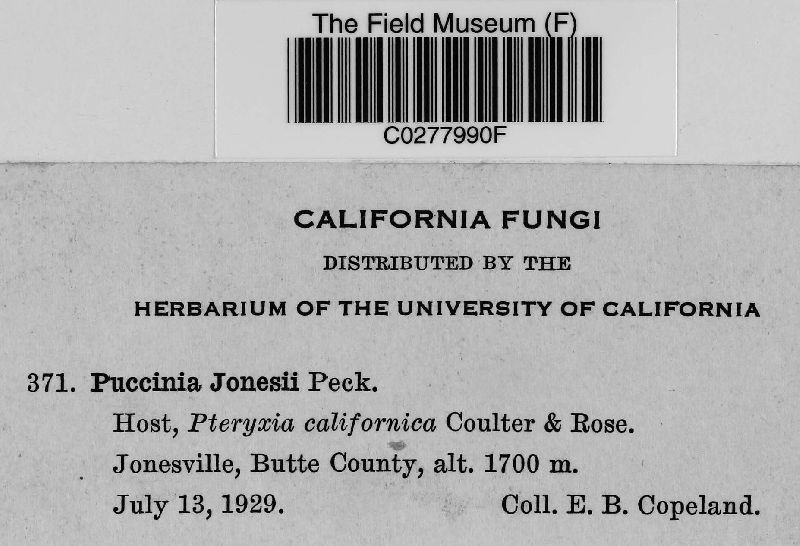 The Field Museum (F)
C0277990F
CALIFORNIA FUNGI
DISTRIBUTED BY THE
HERBARIUM OF THE UNIVERSITY OF CALIFORNIA
371. Puccinia Jonesii Peck.
Host, Pteryxia californica Coulter & Rose.
Jonesville, Butte County, alt. 1700 m.
July 13, 1929. Coll. E. B. Copeland.